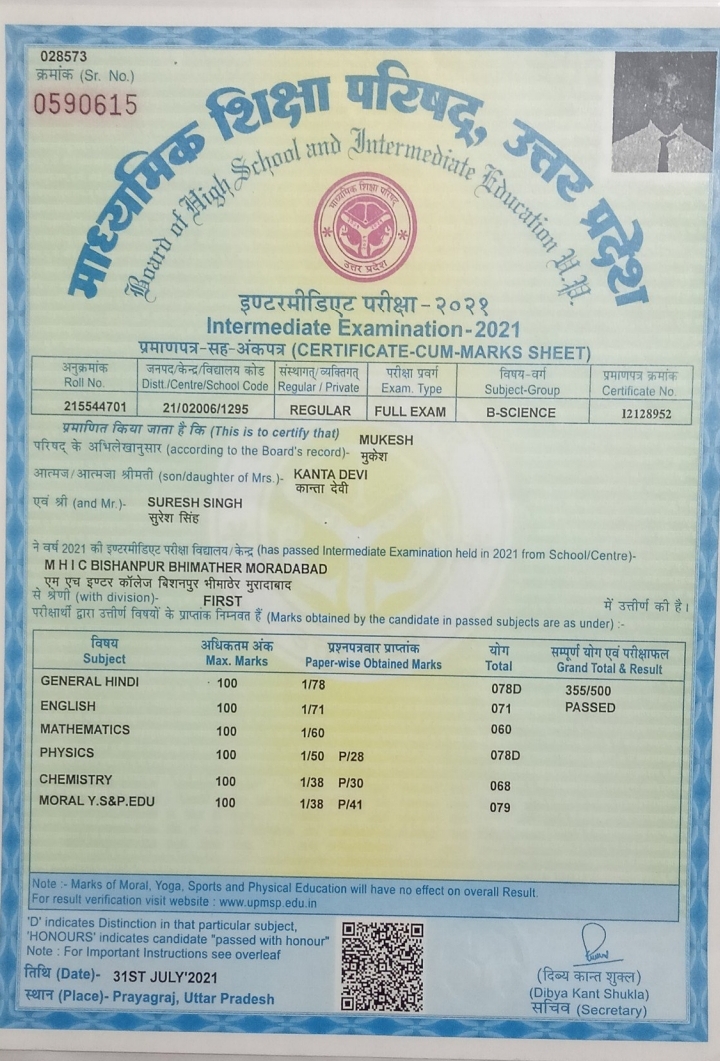 028573
क्रमांक (Sr. No.)
0590615
माध्यमिक शिक्षा परिषद्, उत्तर प्रदेश
Board of High School and Intermediate Education U.P.
माध्यमिक शिक्षा परिषद
उत्तर प्रदेश
इण्टरमीडिएट परीक्षा - २०२१
Intermediate Examination-2021
प्रमाणपत्र-सह-अंकपत्र (CERTIFICATE-CUM-MARKS SHEET)
अनुक्रमांक जनपद/केन्द्र/विद्यालय कोड संस्थागत/व्यक्तिगत परीक्षा प्रवर्ग विषय-वर्ग प्रमाणपत्र क्रमांक
Roll No. Distt./Centre/School Code Regular / Private Exam. Type Subject-Group Certificate No.
215544701 21/02006/1295 REGULAR FULL EXAM B-SCIENCE 12128952
प्रमाणित किया जाता है कि (This is to certify that)
परिषद् के अभिलेखानुसार (according to the Board's record)- MUKESH
मुकेश
आत्मज/आत्मजा श्रीमती (son/daughter of Mrs.)- KANTA DEVI
कान्ता देवी
एवं श्री (and Mr.)- SURESH SINGH
सुरेश सिंह
ने वर्ष 2021 की इण्टरमीडिएट परीक्षा विद्यालय/केन्द्र (has passed Intermediate Examination held in 2021 from School/Centre)-
M H I C BISHANPUR BHIMATHER MORADABAD
एम एच इण्टर कॉलेज बिशनपुर भीमाठेर मुरादाबाद
से श्रेणी (with division)- FIRST में उत्तीर्ण की है।
परीक्षार्थी द्वारा उत्तीर्ण विषयों के प्राप्तांक निम्नवत हैं (Marks obtained by the candidate in passed subjects are as under) :-
विषय अधिकतम अंक प्रश्नपत्रवार प्राप्तांक योग सम्पूर्ण योग एवं परीक्षाफल
Subject Max. Marks Paper-wise Obtained Marks Total Grand Total & Result
GENERAL HINDI 100 1/78 078D 355/500
ENGLISH 100 1/71 071 PASSED
MATHEMATICS 100 1/60 060
PHYSICS 100 1/50 P/28 078D
CHEMISTRY 100 1/38 P/30 068
MORAL Y.S&P.EDU 100 1/38 P/41 079
Note :- Marks of Moral, Yoga, Sports and Physical Education will have no effect on overall Result.
For result verification visit website : www.upmsp.edu.in
'D' indicates Distinction in that particular subject,
'HONOURS' indicates candidate "passed with honour"
Note : For Important Instructions see overleaf
तिथि (Date)- 31ST JULY'2021
स्थान (Place)- Prayagraj, Uttar Pradesh
(दिब्य कान्त शुक्ल)
(Dibya Kant Shukla)
सचिव (Secretary)